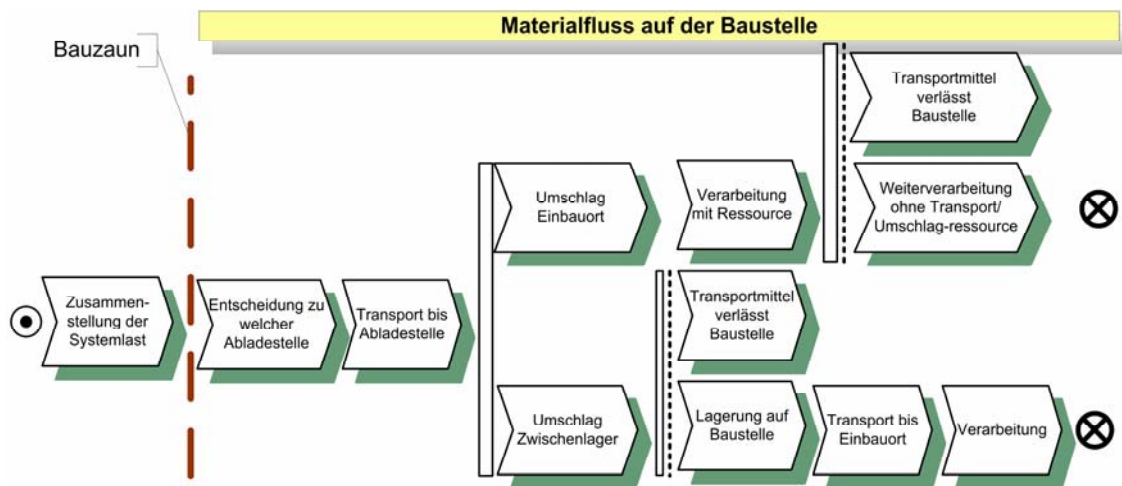 Materialfluss auf der Baustelle
Bauzaun
Transportmittel
verlässt
Baustelle
Umschlag
Einbauort
Verarbeitung
mit Ressource
Weiterverarbeitung
ohne Transport/
Umschlag-ressource
Zusammen-
stellung der
Systemlast
Entscheidung zu
welcher
Abladestelle
Transport bis
Abladestelle
Transportmittel
verlässt
Baustelle
Umschlag
Zwischenlager
Lagerung auf
Baustelle
Transport bis
Einbauort
Verarbeitung